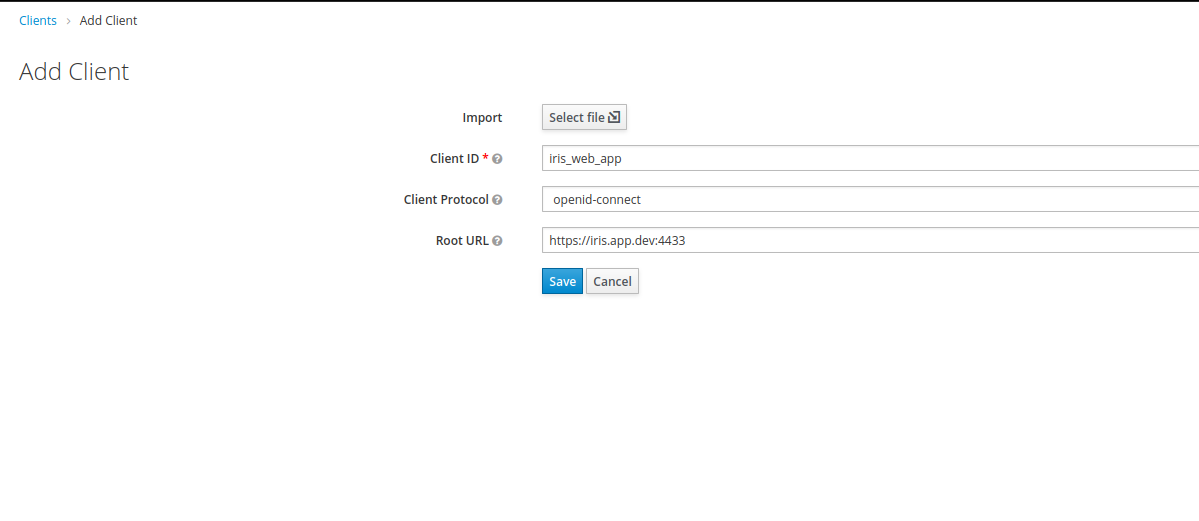 Clients > Add Client
Add Client
Import Select file
Client ID * iris_web_app
Client Protocol openid-connect
Root URL https://iris.app.dev:4433
Save Cancel